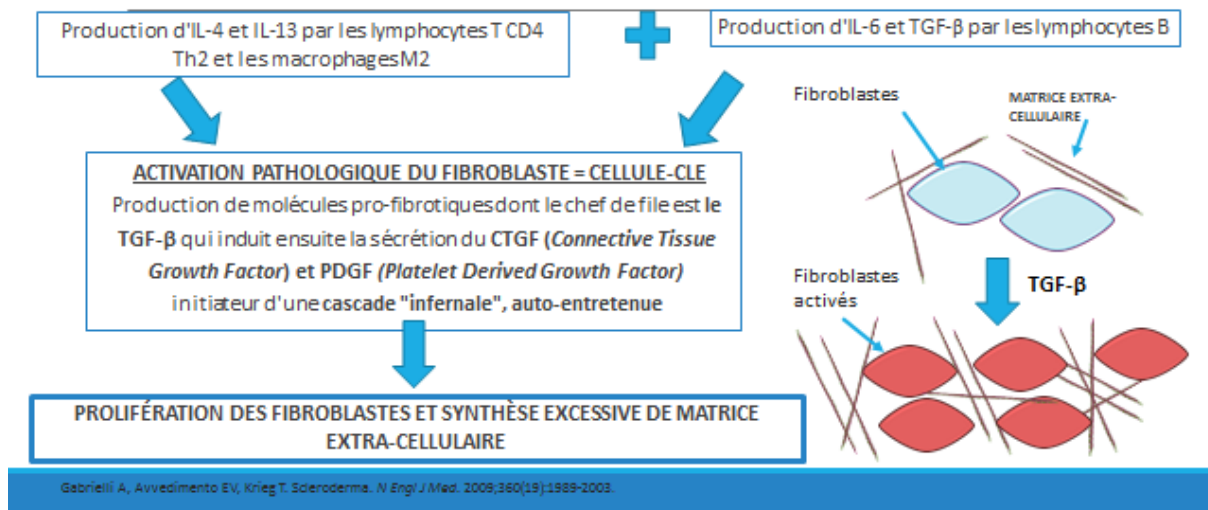 Production d'IL-4 et IL-13 par les lymphocytes T CD4
Th2 et les macrophages M2
Production d'IL-6 et TGF-β par les lymphocytes B
ACTIVATION PATHOLOGIQUE DU FIBROBLASTE = CELLULE-CLE
Production de molécules pro-fibrotiques dont le chef de file est le
TGF-β qui induit ensuite la sécrétion du CTGF (Connective Tissue
Growth Factor) et PDGF (Platelet Derived Growth Factor)
initiateur d'une cascade "infernale", auto-entretenue
PROLIFÉRATION DES FIBROBLASTES ET SYNTHÈSE EXCESSIVE DE MATRICE
EXTRA-CELLULAIRE
Fibroblastes
MATRICE EXTRA-
CELLULAIRE
TGF-β
Fibroblastes
activés
Gabrielli A, Avvedimento EV, Krieg T. Scleroderma. N Engl J Med. 2009;360(19):1989-2003.